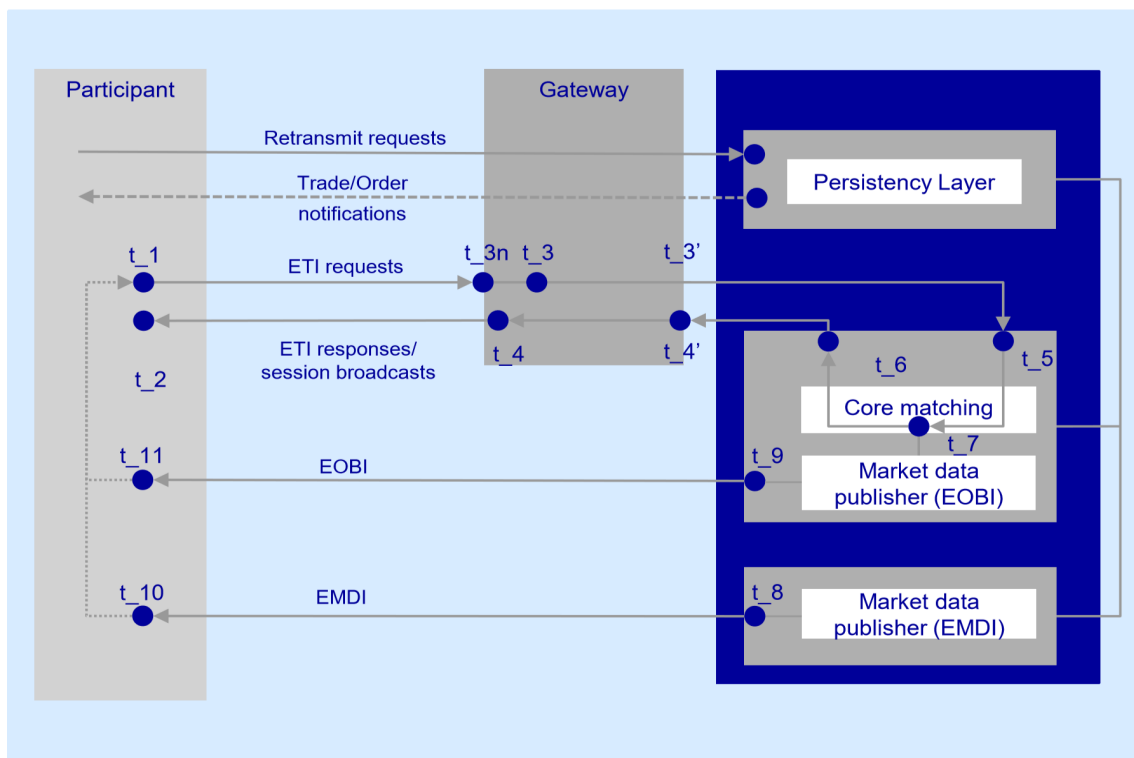 Participant
Gateway
Retransmit requests
Trade/Order
notifications
Persistency Layer
t_1
ETI requests
t_3n
t_3
t_3’
ETI responses/
session broadcasts
t_4
t_4’
t_2
t_6
t_5
Core matching
t_7
t_11
EOBI
t_9
Market data
publisher (EOBI)
t_10
EMDI
t_8
Market data
publisher (EMDI)